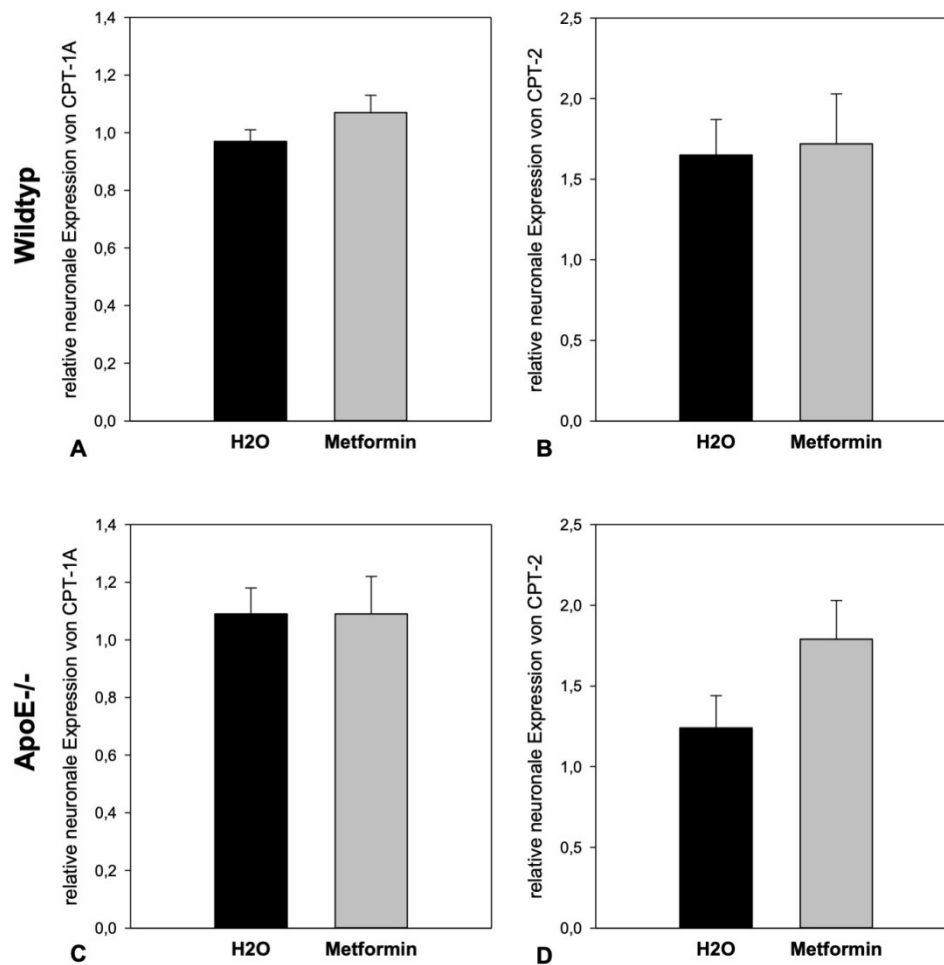 Wildtyp
relative neuronale Expression von CPT-1A
1,4
1,2
1,0
0,8
0,6
0,4
0,2
0,0
A
H2O
Metformin
relative neuronale Expression von CPT-2
2,5
2,0
1,5
1,0
0,5
0,0
B
H2O
Metformin
ApoE-/-
relative neuronale Expression von CPT-1A
1,4
1,2
1,0
0,8
0,6
0,4
0,2
0,0
C
H2O
Metformin
relative neuronale Expression von CPT-2
2,5
2,0
1,5
1,0
0,5
0,0
D
H2O
Metformin